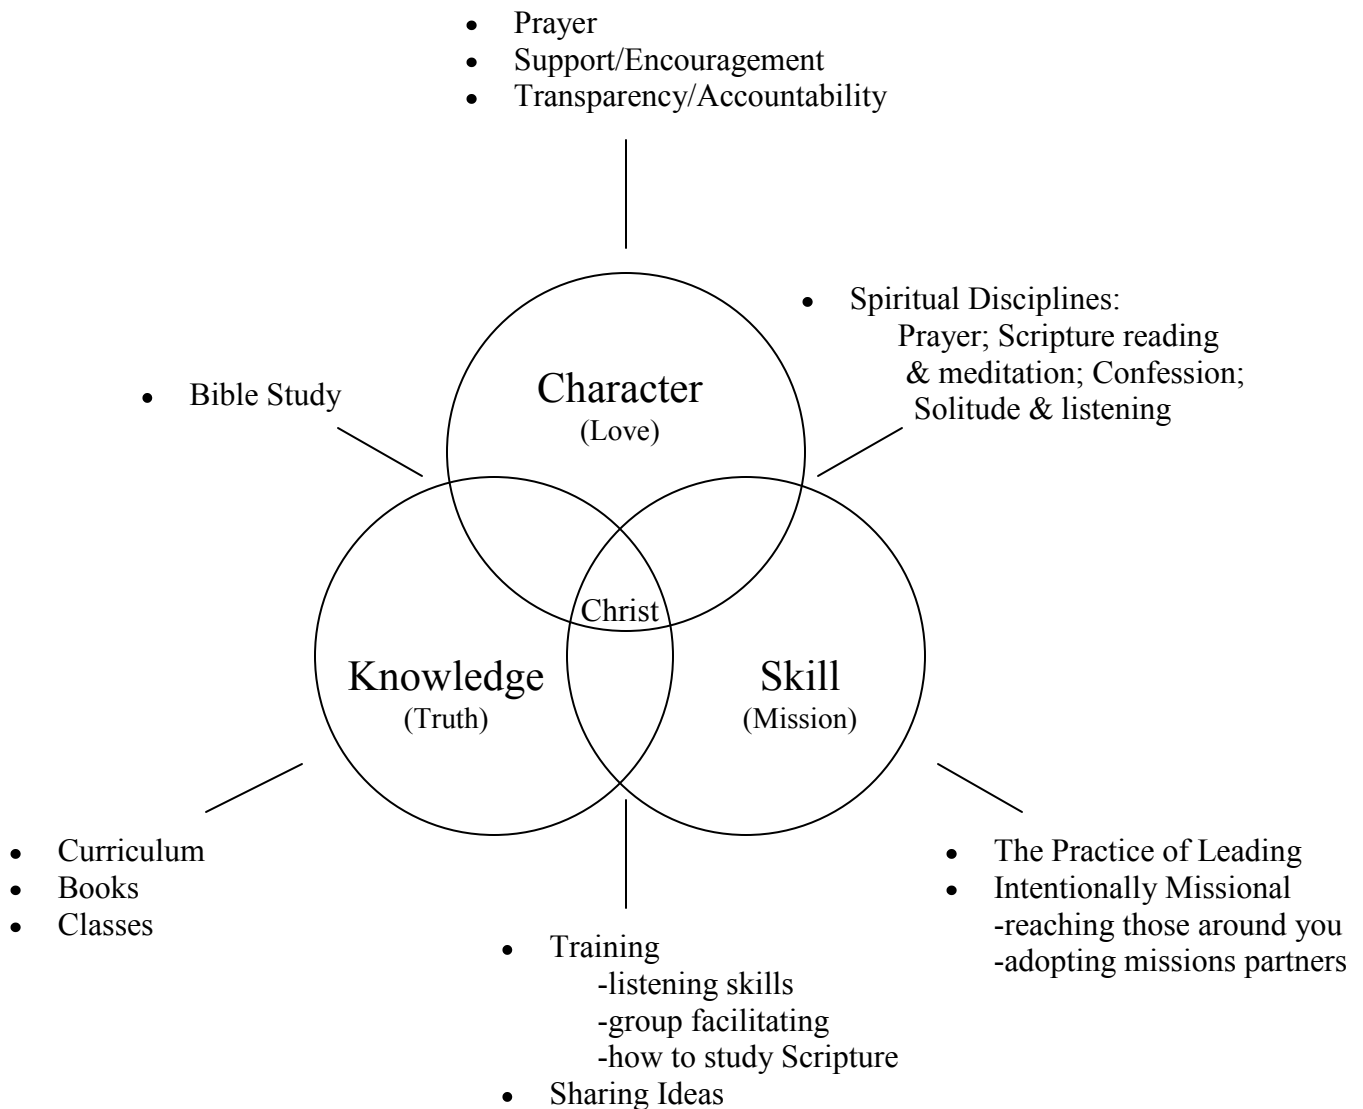 • Prayer
• Support/Encouragement
• Transparency/Accountability
• Spiritual Disciplines:
Prayer; Scripture reading
& meditation; Confession;
Solitude & listening
• Bible Study
Character
(Love)
Christ
Knowledge
(Truth)
Skill
(Mission)
• Curriculum
• Books
• Classes
• The Practice of Leading
• Intentionally Missional
-reaching those around you
-adopting missions partners
• Training
-listening skills
-group facilitating
-how to study Scripture
• Sharing Ideas